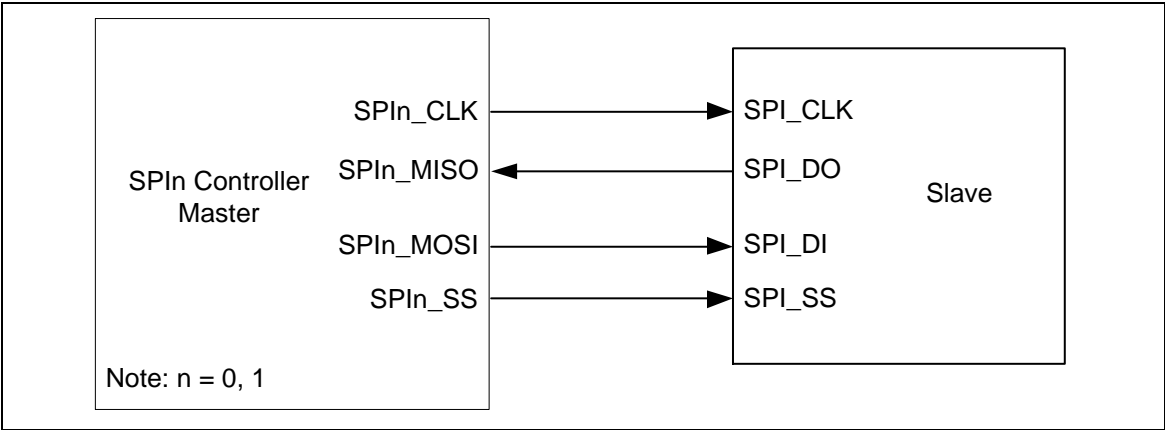 SPIn Controller
Master
SPIn_CLK
SPIn_MISO
SPIn_MOSI
SPIn_SS
Note: n = 0, 1
SPI_CLK
SPI_DO
SPI_DI
SPI_SS
Slave